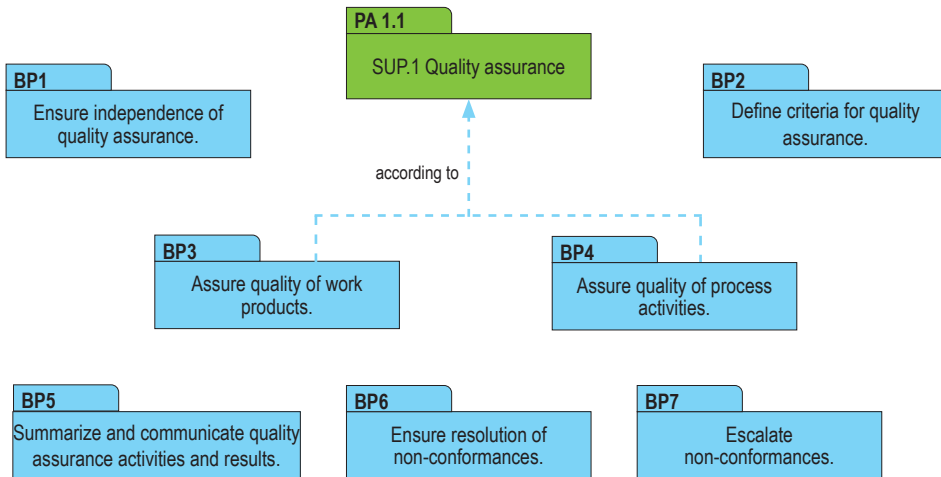 PA 1.1
SUP.1 Quality assurance
BP1
Ensure independence of
quality assurance.
BP2
Define criteria for quality
assurance.
according to
BP3
Assure quality of work
products.
BP4
Assure quality of process
activities.
BP5
Summarize and communicate quality
assurance activities and results.
BP6
Ensure resolution of
non-conformances.
BP7
Escalate
non-conformances.